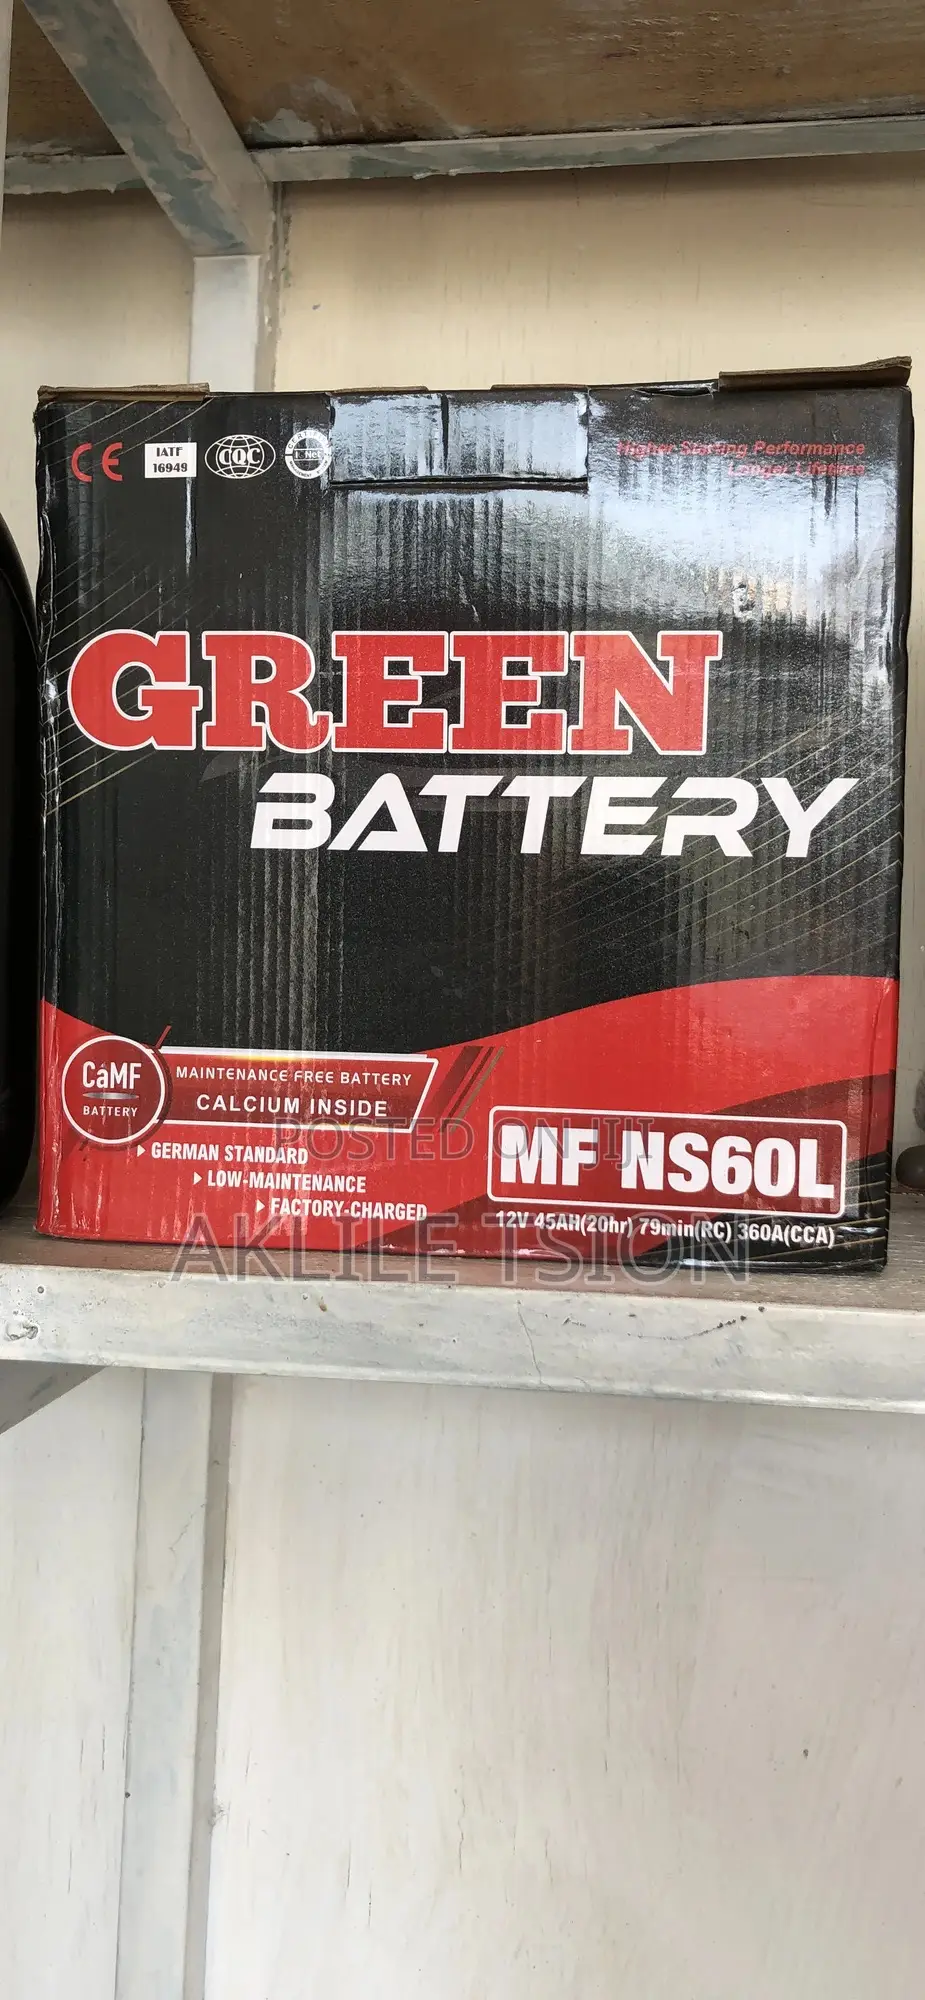 CE
IATF
16949
CQC
Higher Starting Performance
Longer Lifetime
GREEN
BATTERY
CaMF
BATTERY
MAINTENANCE FREE BATTERY
CALCIUM INSIDE
GERMAN STANDARD
LOW-MAINTENANCE
FACTORY-CHARGED
MF NS60L
12V 45AH(20hr) 79min(RC) 360A(CCA)
POSTED ON JIJI
AKLILE TSION